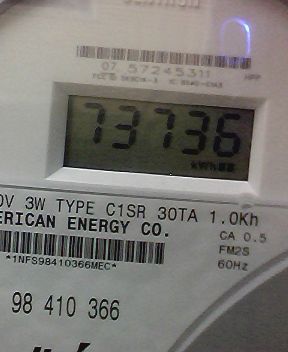 07 57245311 HPP
73736
kWh
0V 3W TYPE C1SR 30TA 1.0Kh
ERICAN ENERGY CO.
CA 0.5
FM2S
60Hz
*1NFS98410366MEC*
98 410 366